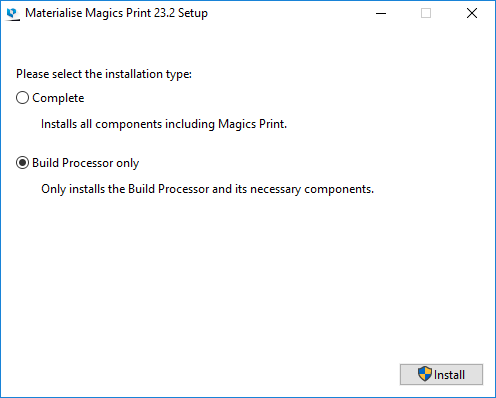 Materialise Magics Print 23.2 Setup
Please select the installation type:
Complete
Installs all components including Magics Print.
Build Processor only
Only installs the Build Processor and its necessary components.
Install